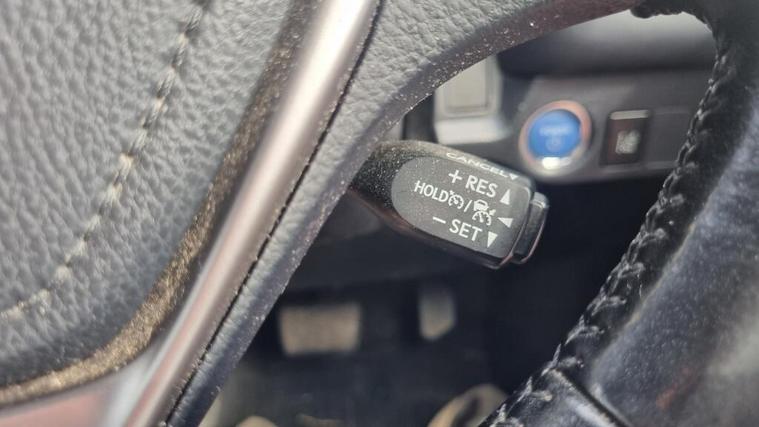 CANCEL
+ RES
HOLD /
- SET